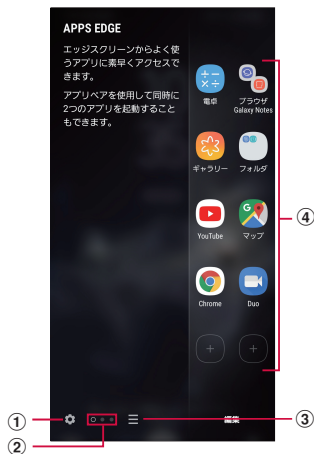 APPS EDGE
エッジスクリーンからよく使
うアプリに素早くアクセスで
きます。
アプリペアを使用して同時に
2つのアプリを起動すること
もできます。
電卓
ブラウザ
Galaxy Notes
ギャラリー
フォルダ
YouTube
マップ
Chrome
Duo
編集
①
②
③
④